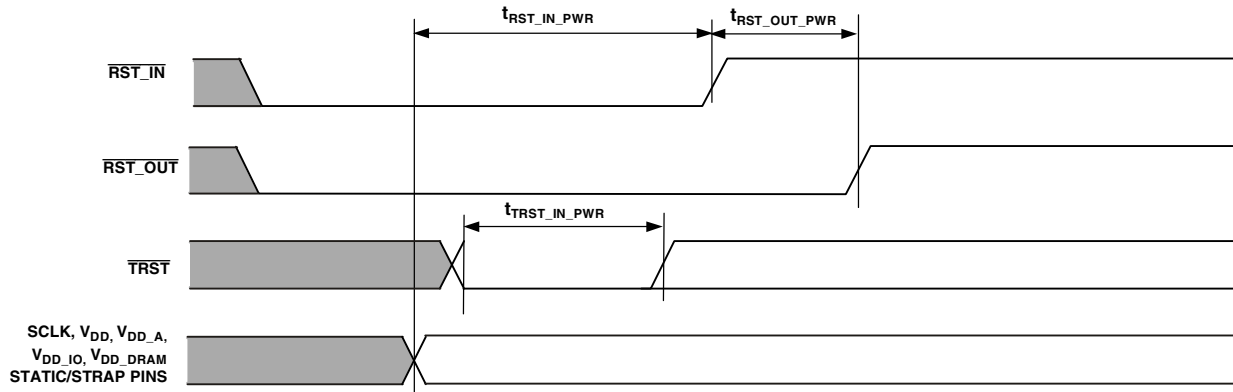 tRST_IN_PWR
tRST_OUT_PWR
RST_IN
RST_OUT
tTRST_IN_PWR
TRST
SCLK, VDD, VDD_A,
VDD_IO, VDD_DRAM
STATIC/STRAP PINS